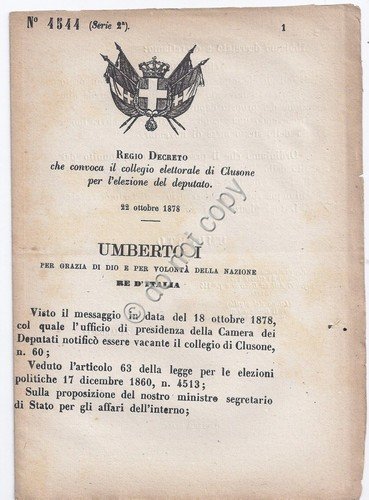 N° 4544 (Serie 2ª).
1
REGIO DECRETO
che convoca il collegio elettorale di Clusone
per l'elezione del deputato.
22 ottobre 1878
UMBERTO I
PER GRAZIA DI DIO E PER VOLONTÀ DELLA NAZIONE
RE D'ITALIA
Visto il messaggio in data del 18 ottobre 1878,
col quale l'ufficio di presidenza della Camera dei
Deputati notificò essere vacante il collegio di Clusone,
n. 60;
Veduto l'articolo 63 della legge per le elezioni
politiche 17 dicembre 1860, n. 4513;
Sulla proposizione del nostro ministro segretario
di Stato per gli affari dell'interno;
© do not copy